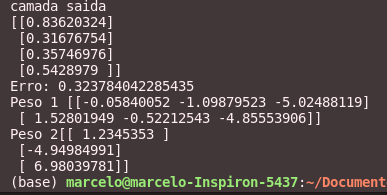 camada saida
[[0.83620324]
 [0.31676754]
 [0.35746976]
 [0.5428979 ]]
Erro: 0.323784042285435
Peso 1 [[-0.05840052 -1.09879523 -5.02488119]
 [ 1.52801949 -0.52212543 -4.85553906]]
Peso 2[[ 1.2345353 ]
 [-4.94984991]
 [ 6.98039781]]
(base) marcelo@marcelo-Inspiron-5437:~/Document